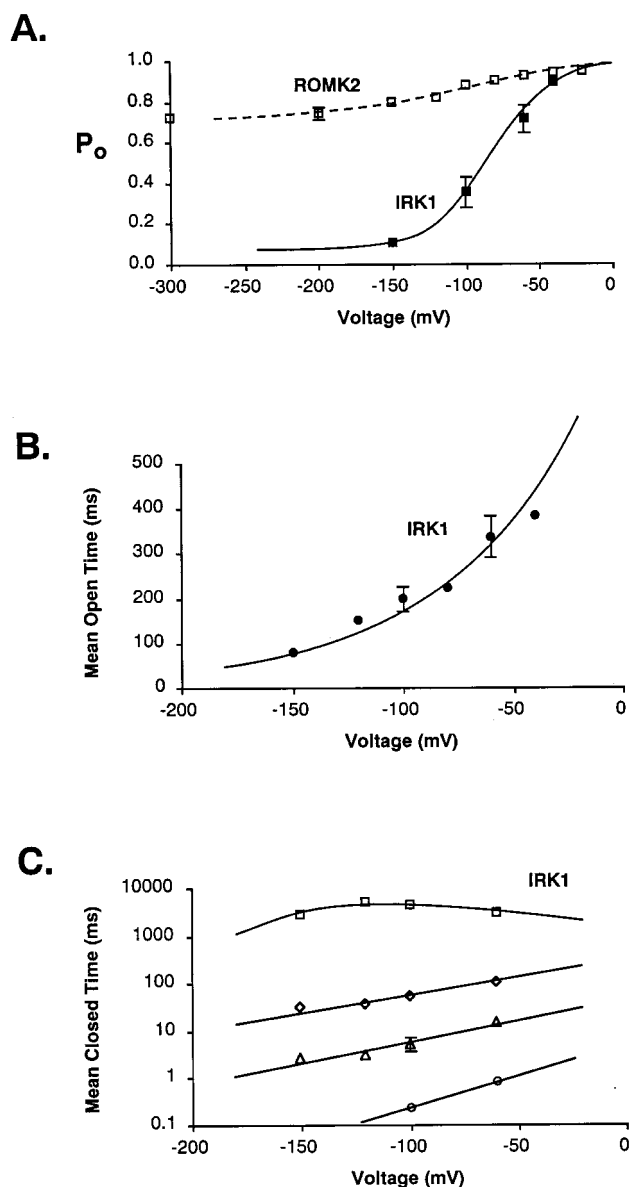 A.
1.0
0.8
0.6
0.4
0.2
0.0
Po
ROMK2
IRK1
-300
-250
-200
-150
-100
-50
0
Voltage (mV)
B.
500
400
300
200
100
0
Mean Open Time (ms)
IRK1
-200
-150
-100
-50
0
Voltage (mV)
C.
10000
1000
100
10
1
0.1
Mean Closed Time (ms)
IRK1
-200
-150
-100
-50
0
Voltage (mV)